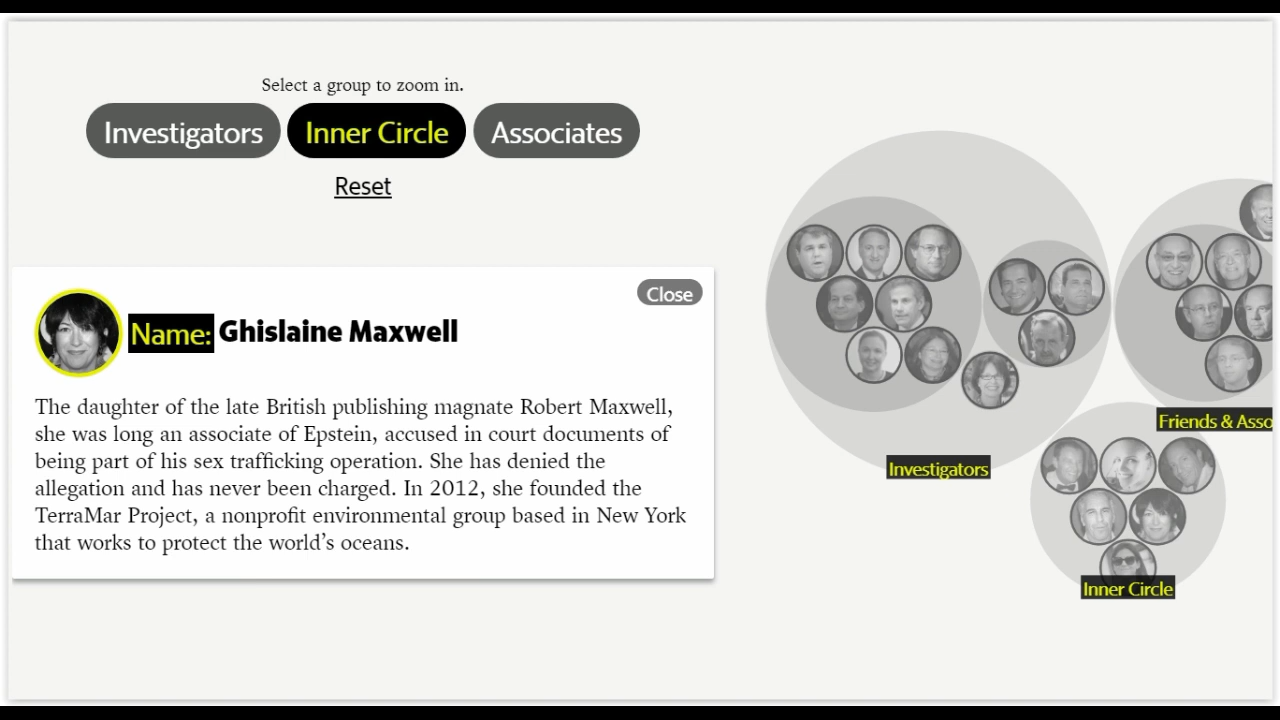 Select a group to zoom in.
Investigators Inner Circle Associates
Reset
Close
Name: Ghislaine Maxwell
The daughter of the late British publishing magnate Robert Maxwell,
she was long an associate of Epstein, accused in court documents of
being part of his sex trafficking operation. She has denied the
allegation and has never been charged. In 2012, she founded the
TerraMar Project, a nonprofit environmental group based in New York
that works to protect the world’s oceans.
Friends & Asso
Investigators
Inner Circle